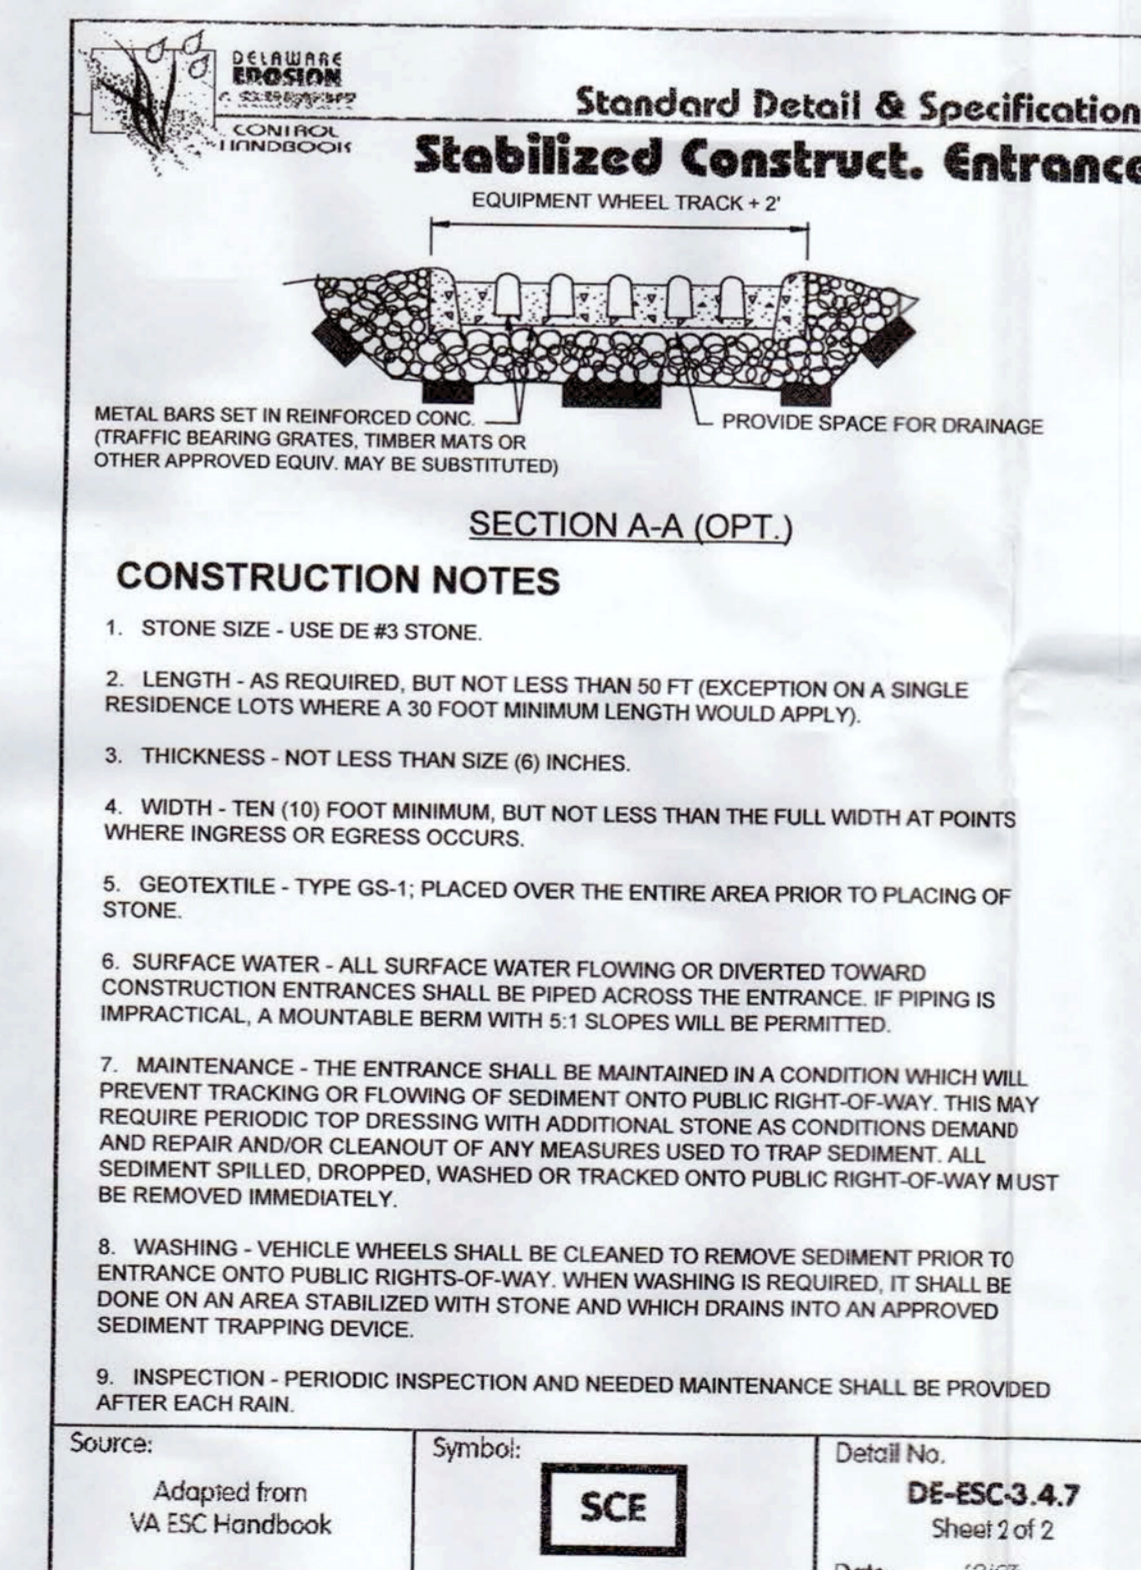 DELAWARE
EROSION
& SEDIMENT
CONTROL
HANDBOOK
Standard Detail & Specification
Stabilized Construct. Entrance
EQUIPMENT WHEEL TRACK + 2'
METAL BARS SET IN REINFORCED CONC.
(TRAFFIC BEARING GRATES, TIMBER MATS OR
OTHER APPROVED EQUIV. MAY BE SUBSTITUTED)
PROVIDE SPACE FOR DRAINAGE
SECTION A-A (OPT.)
CONSTRUCTION NOTES
1. STONE SIZE - USE DE #3 STONE.
2. LENGTH - AS REQUIRED, BUT NOT LESS THAN 50 FT (EXCEPTION ON A SINGLE
RESIDENCE LOTS WHERE A 30 FOOT MINIMUM LENGTH WOULD APPLY).
3. THICKNESS - NOT LESS THAN SIZE (6) INCHES.
4. WIDTH - TEN (10) FOOT MINIMUM, BUT NOT LESS THAN THE FULL WIDTH AT POINTS
WHERE INGRESS OR EGRESS OCCURS.
5. GEOTEXTILE - TYPE GS-1; PLACED OVER THE ENTIRE AREA PRIOR TO PLACING OF
STONE.
6. SURFACE WATER - ALL SURFACE WATER FLOWING OR DIVERTED TOWARD
CONSTRUCTION ENTRANCES SHALL BE PIPED ACROSS THE ENTRANCE. IF PIPING IS
IMPRACTICAL, A MOUNTABLE BERM WITH 5:1 SLOPES WILL BE PERMITTED.
7. MAINTENANCE - THE ENTRANCE SHALL BE MAINTAINED IN A CONDITION WHICH WILL
PREVENT TRACKING OR FLOWING OF SEDIMENT ONTO PUBLIC RIGHT-OF-WAY. THIS MAY
REQUIRE PERIODIC TOP DRESSING WITH ADDITIONAL STONE AS CONDITIONS DEMAND
AND REPAIR AND/OR CLEANOUT OF ANY MEASURES USED TO TRAP SEDIMENT. ALL
SEDIMENT SPILLED, DROPPED, WASHED OR TRACKED ONTO PUBLIC RIGHT-OF-WAY MUST
BE REMOVED IMMEDIATELY.
8. WASHING - VEHICLE WHEELS SHALL BE CLEANED TO REMOVE SEDIMENT PRIOR TO
ENTRANCE ONTO PUBLIC RIGHTS-OF-WAY. WHEN WASHING IS REQUIRED, IT SHALL BE
DONE ON AN AREA STABILIZED WITH STONE AND WHICH DRAINS INTO AN APPROVED
SEDIMENT TRAPPING DEVICE.
9. INSPECTION - PERIODIC INSPECTION AND NEEDED MAINTENANCE SHALL BE PROVIDED
AFTER EACH RAIN.
Source:
Adapted from
VA ESC Handbook
Symbol:
SCE
Detail No.
DE-ESC-3.4.7
Sheet 2 of 2